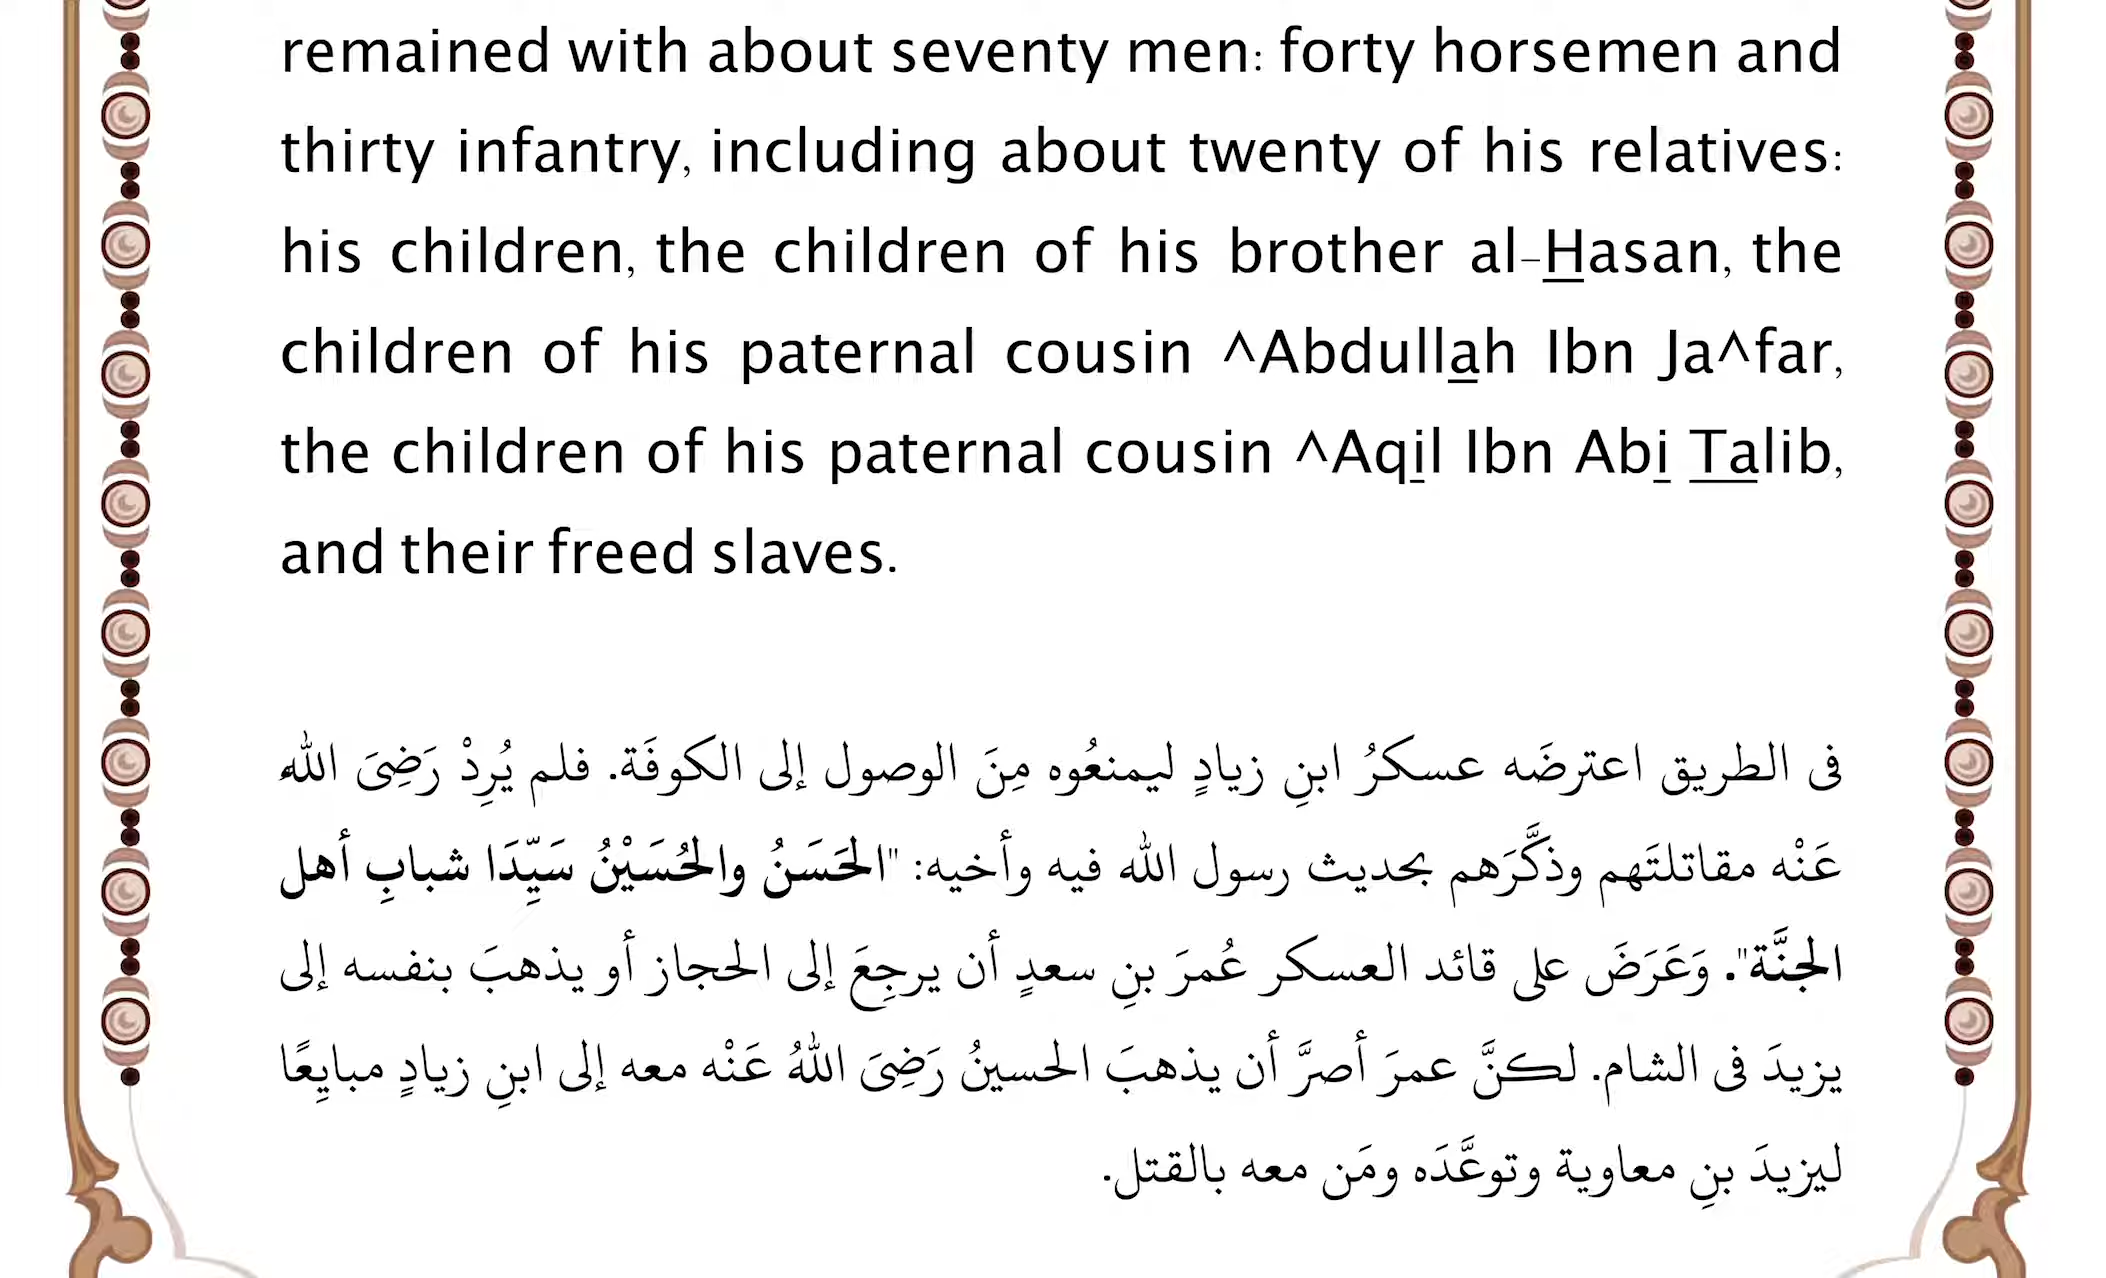 remained with about seventy men: forty horsemen and
thirty infantry, including about twenty of his relatives:
his children, the children of his brother al-Hasan, the
children of his paternal cousin ^Abdullah Ibn Ja^far,
the children of his paternal cousin ^Aqil Ibn Abi Talib,
and their freed slaves.
فى الطريق اعترضَه عسكرُ ابنِ زيادٍ ليمنعُوه مِنَ الوصول إلى الكوفَة. فلم يُرِدْ رَضِىَ اللهُ
عَنْه مقاتلتَهم وذكَّرَهم بحديث رسول الله فيه وأخيه: "الحَسَنُ والحُسَيْنُ سَيِّدَا شبابِ أهل
الجنَّة". وَعَرَضَ على قائد العسكر عُمرَ بنِ سعدٍ أن يرجِعَ إلى الحجاز أو يذهبَ بنفسه إلى
يزيدَ فى الشام. لكنَّ عمرَ أصرَّ أن يذهبَ الحسينُ رَضِىَ اللهُ عَنْه معه إلى ابنِ زيادٍ مبايِعًا
ليزيدَ بنِ معاوية وتوعَّدَه ومَن معه بالقتل.